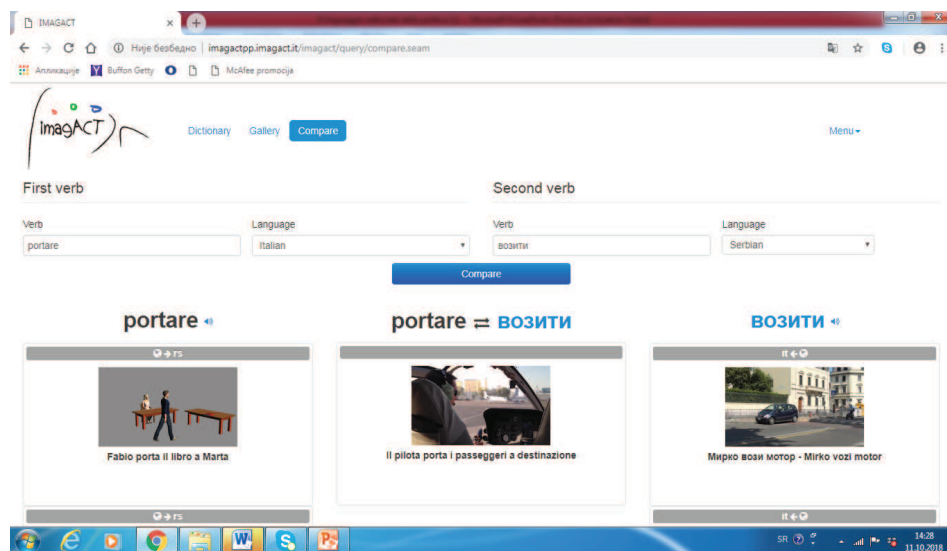 IMAGACT
Није безбедно | imagactpp.imagact.it/imagact/query/compare.seam
Апликације Buffon Getty McAfee promocija
imagACT
Dictionary Gallery Compare Menu
First verb Second verb
Verb Language Verb Language
portare Italian возити Serbian
Compare
portare portare ⇄ возити возити
→ rs it ←
Fabio porta il libro a Marta Il pilota porta i passeggeri a destinazione Мирко вози мотор - Mirko vozi motor
→ rs it ←
SR 14:28
11.10.2018